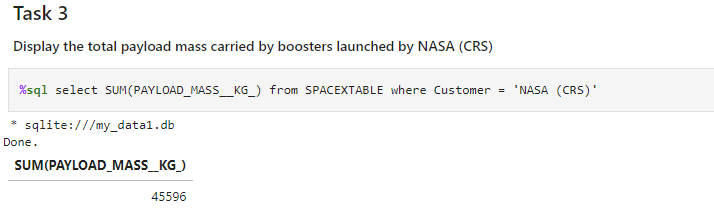 Task 3
Display the total payload mass carried by boosters launched by NASA (CRS)
%sql select SUM(PAYLOAD_MASS__KG_) from SPACEXTABLE where Customer = 'NASA (CRS)'
* sqlite:///my_data1.db
Done.
SUM(PAYLOAD_MASS__KG_)
45596